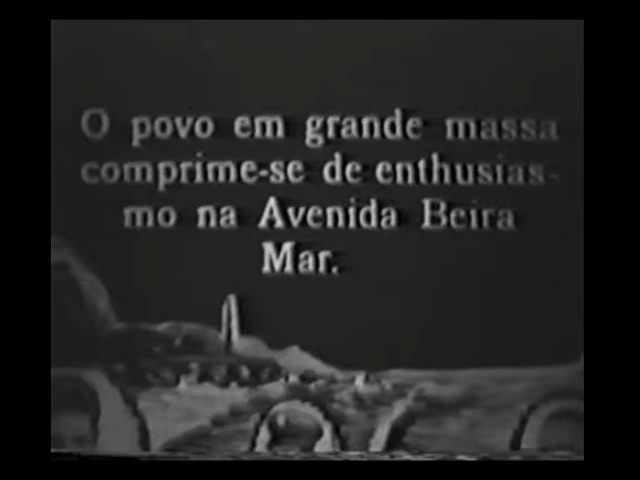 O povo em grande massa
comprime-se de enthusias-
mo na Avenida Beira
Mar.